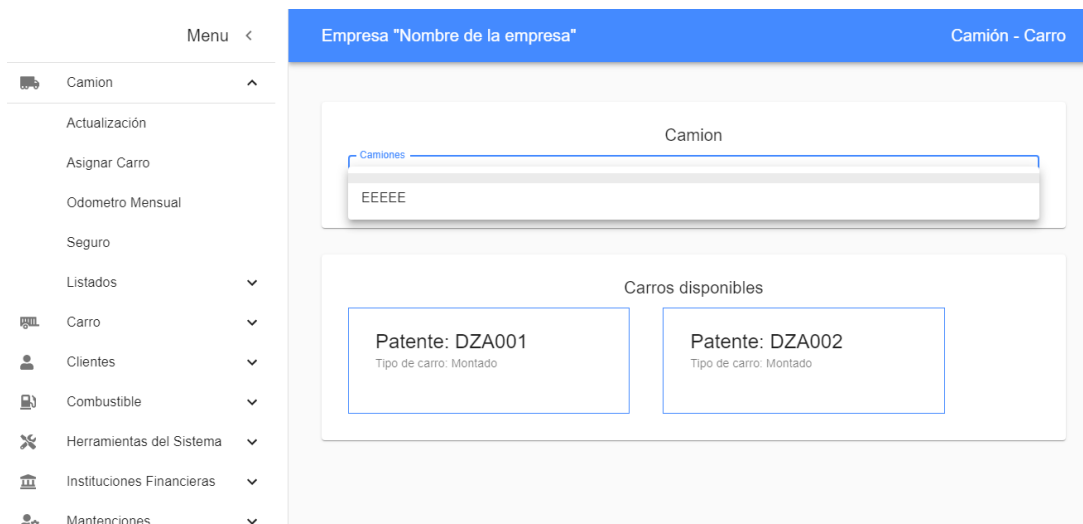 Menu
Camion
Actualización
Asignar Carro
Odometro Mensual
Seguro
Listados
Carro
Clientes
Combustible
Herramientas del Sistema
Instituciones Financieras
Mantenciones
Empresa "Nombre de la empresa"
Camión - Carro
Camion
Camiones
EEEEE
Carros disponibles
Patente: DZA001
Tipo de carro: Montado
Patente: DZA002
Tipo de carro: Montado